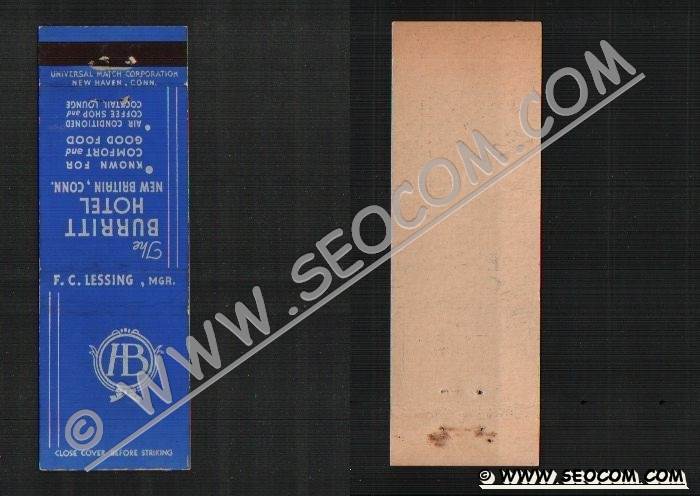 UNIVERSAL MATCH CORPORATION
NEW HAVEN, CONN.
The
BURRITT
HOTEL
NEW BRITAIN, CONN.
• KNOWN FOR
COMFORT and
GOOD FOOD
• AIR CONDITIONED
COFFEE SHOP and
COCKTAIL LOUNGE
F. C. LESSING, MGR.
HB
CLOSE COVER BEFORE STRIKING
© WWW.SEOCOM.COM
© WWW.SEOCOM.COM